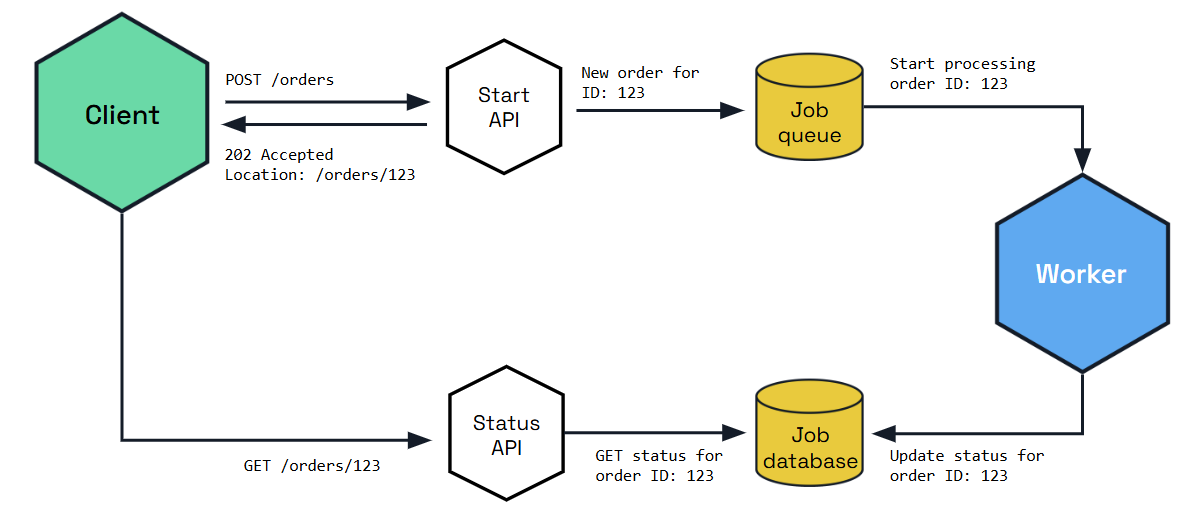 Client
POST /orders
202 Accepted
Location: /orders/123
Start
API
New order for
ID: 123
Job
queue
Start processing
order ID: 123
Worker
GET /orders/123
Status
API
GET status for
order ID: 123
Job
database
Update status for
order ID: 123